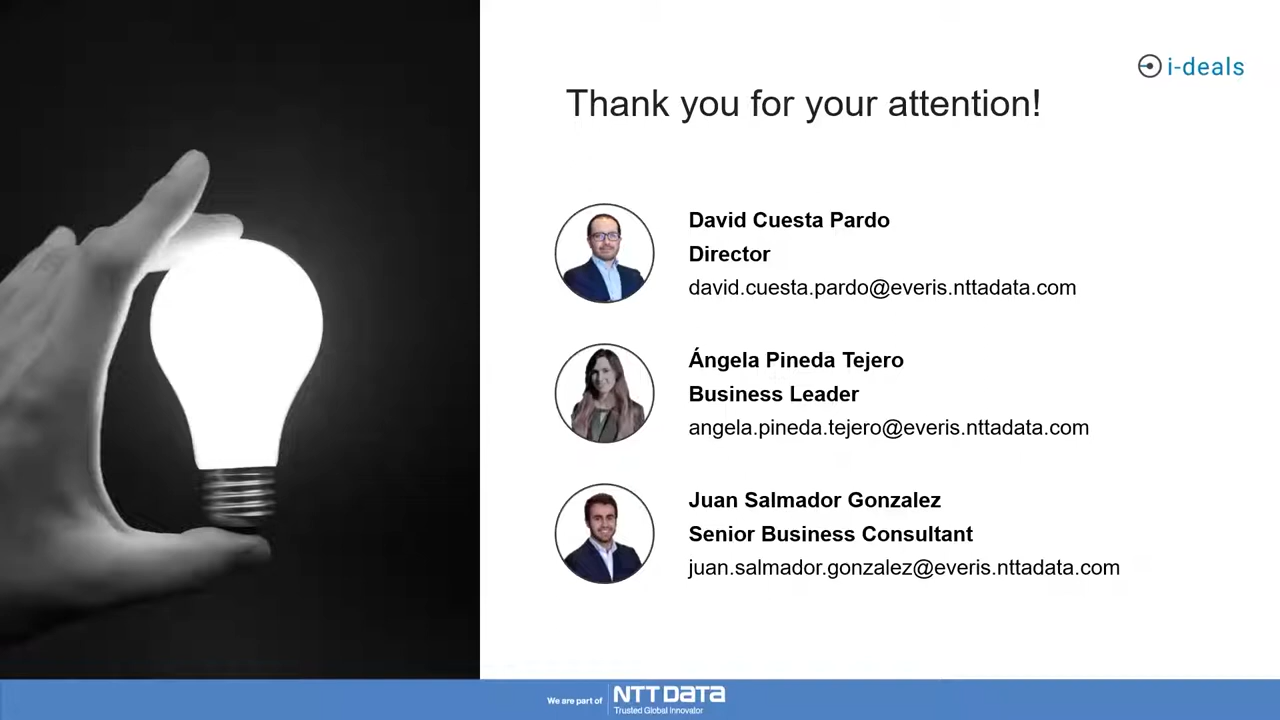 i-deals
Thank you for your attention!
David Cuesta Pardo
Director
david.cuesta.pardo@everis.nttadata.com
Ángela Pineda Tejero
Business Leader
angela.pineda.tejero@everis.nttadata.com
Juan Salmador Gonzalez
Senior Business Consultant
juan.salmador.gonzalez@everis.nttadata.com
We are part of
NTT DATA
Trusted Global Innovator